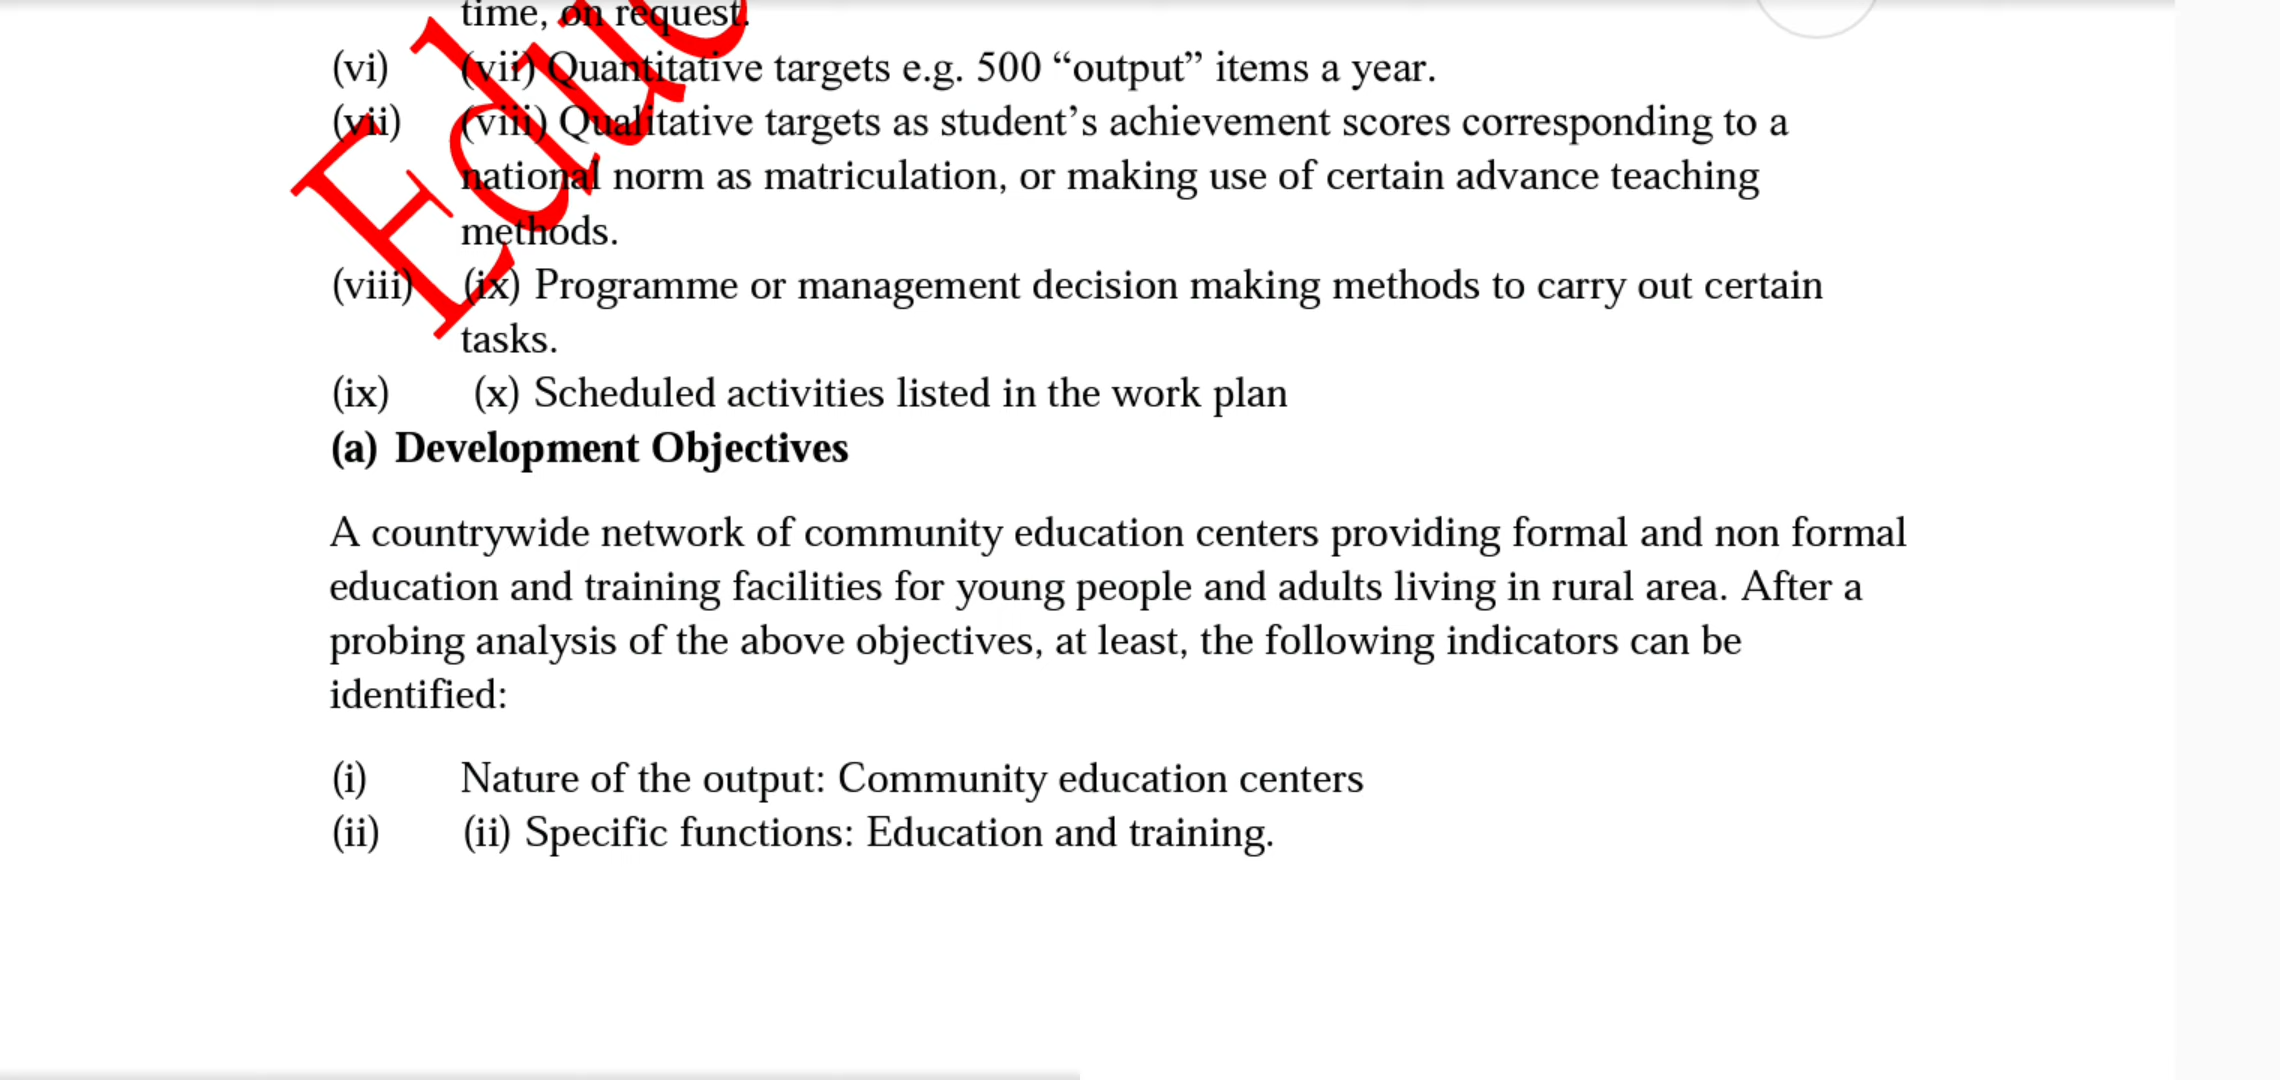 time, on request.
(vi) (vii) Quantitative targets e.g. 500 “output” items a year.
(vii) (viii) Qualitative targets as student’s achievement scores corresponding to a
national norm as matriculation, or making use of certain advance teaching
methods.
(viii) (ix) Programme or management decision making methods to carry out certain
tasks.
(ix) (x) Scheduled activities listed in the work plan
(a) Development Objectives
A countrywide network of community education centers providing formal and non formal
education and training facilities for young people and adults living in rural area. After a
probing analysis of the above objectives, at least, the following indicators can be
identified:
(i) Nature of the output: Community education centers
(ii) (ii) Specific functions: Education and training.
Edu